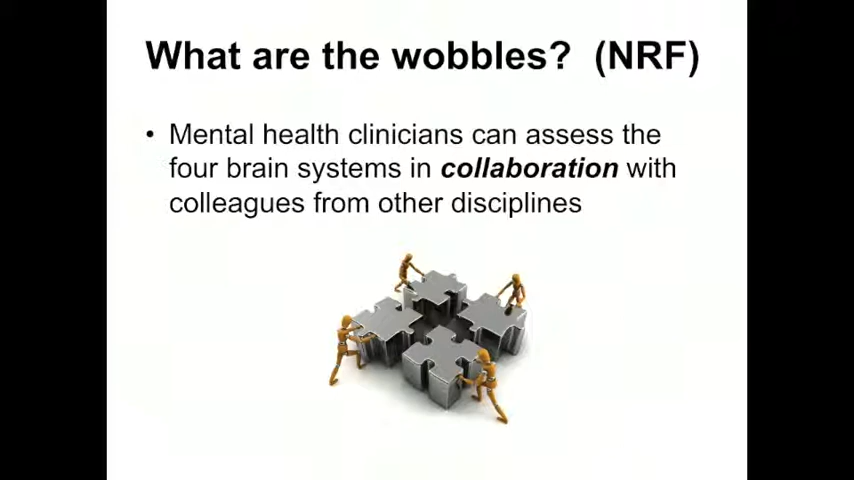 What are the wobbles? (NRF)
• Mental health clinicians can assess the
four brain systems in collaboration with
colleagues from other disciplines